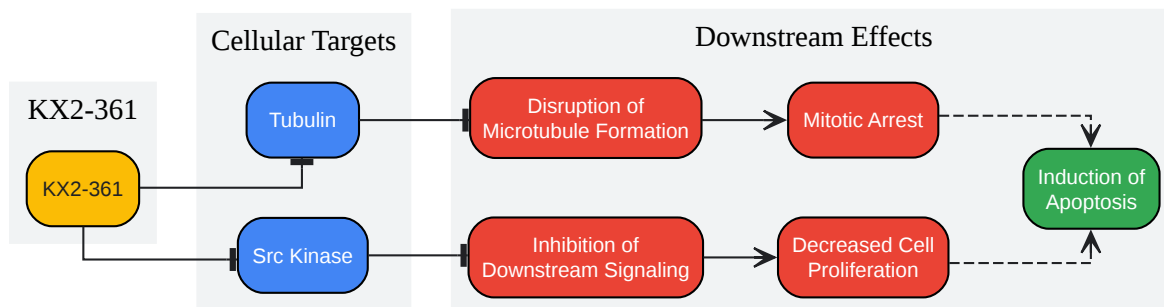 KX2-361
Cellular Targets
Downstream Effects
KX2-361
Tubulin
Src Kinase
Disruption of
Microtubule Formation
Mitotic Arrest
Inhibition of
Downstream Signaling
Decreased Cell
Proliferation
Induction of
Apoptosis